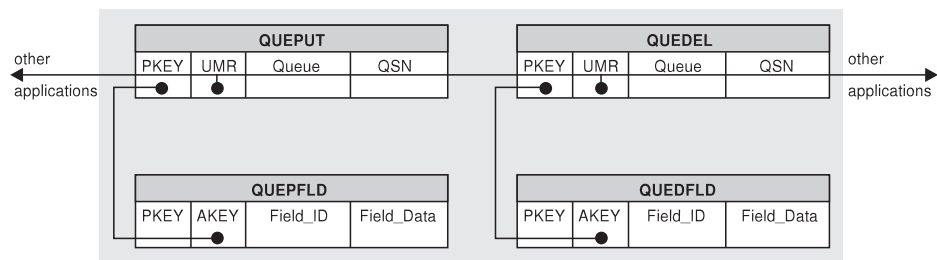 QUEPUT QUEDEL
other PKEY UMR Queue QSN PKEY UMR Queue QSN other
applications applications
QUEPFLD QUEDFLD
PKEY AKEY Field_ID Field_Data PKEY AKEY Field_ID Field_Data